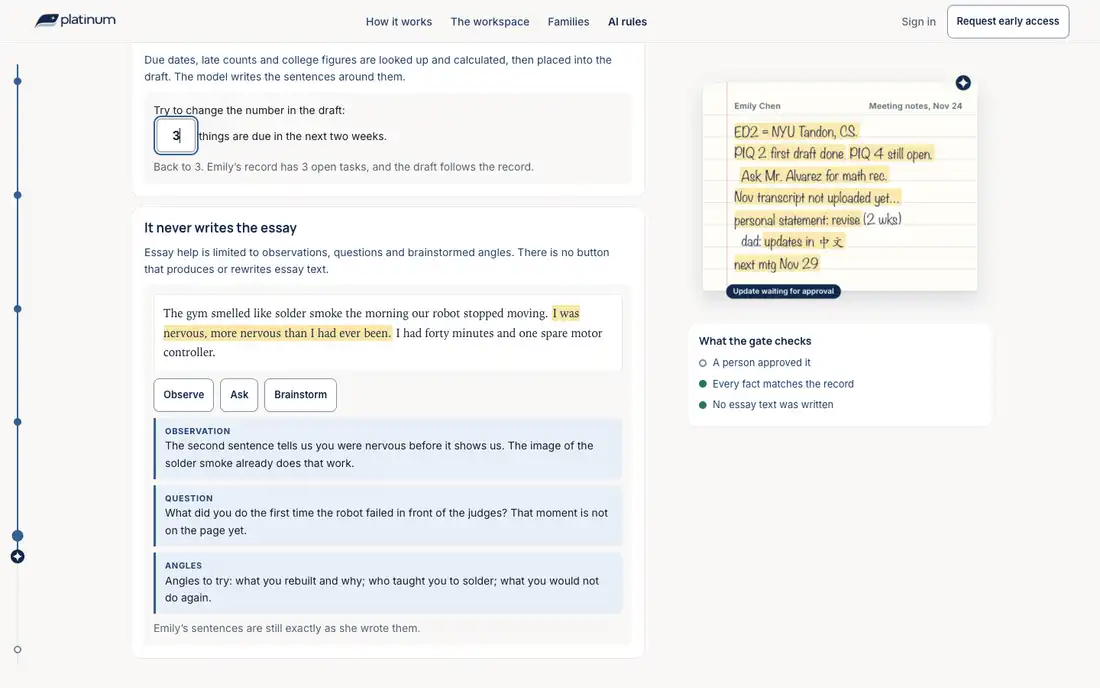 platinum
How it works
The workspace
Families
AI rules
Sign in
Request early access
Due dates, late counts and college figures are looked up and calculated, then placed into the
draft. The model writes the sentences around them.
Try to change the number in the draft:
3 things are due in the next two weeks.
Back to 3. Emily's record has 3 open tasks, and the draft follows the record.
It never writes the essay
Essay help is limited to observations, questions and brainstormed angles. There is no button
that produces or rewrites essay text.
The gym smelled like solder smoke the morning our robot stopped moving. I was
nervous, more nervous than I had ever been. I had forty minutes and one spare motor
controller.
Observe
Ask
Brainstorm
OBSERVATION
The second sentence tells us you were nervous before it shows us. The image of the
solder smoke already does that work.
QUESTION
What did you do the first time the robot failed in front of the judges? That moment is not
on the page yet.
ANGLES
Angles to try: what you rebuilt and why; who taught you to solder; what you would not
do again.
Emily's sentences are still exactly as she wrote them.
Emily Chen
Meeting notes, Nov 24
ED2 = NYU Tandon, CS.
PIQ 2 first draft done PIQ 4 still open.
Ask Mr. Alvarez for math rec.
Nov transcript not uploaded yet...
personal statement: revise (2 wks)
dad: updates in 中文
next mtg Nov 29
Update waiting for approval
What the gate checks
A person approved it
Every fact matches the record
No essay text was written